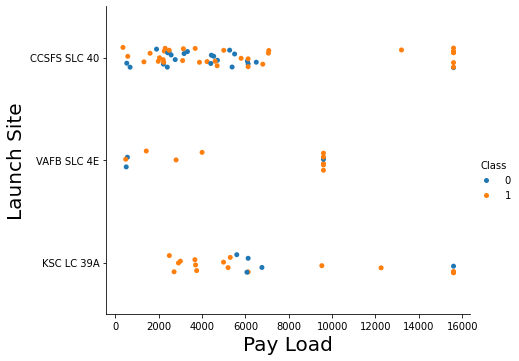 CCSFS SLC 40
VAFB SLC 4E
KSC LC 39A
Launch Site
Class
0
1
0 2000 4000 6000 8000 10000 12000 14000 16000
Pay Load